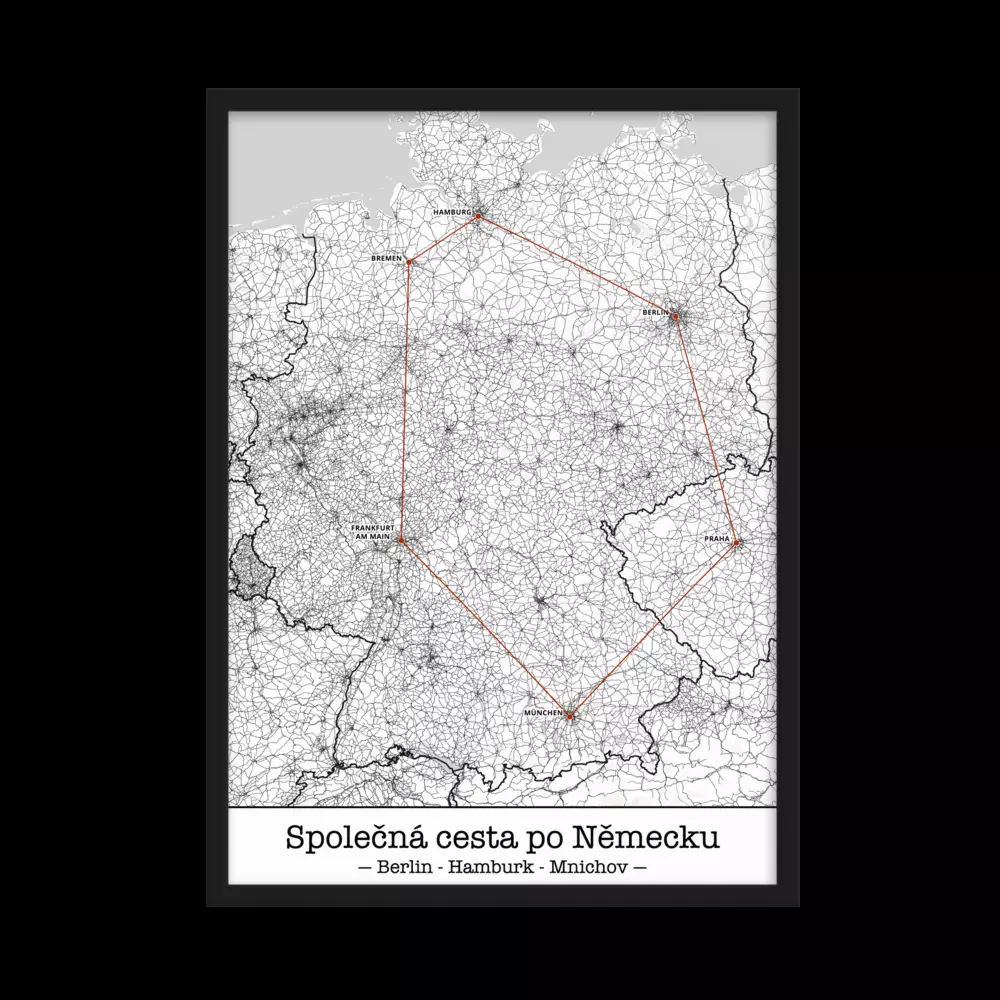 HAMBURG
BREMEN
BERLIN
FRANKFURT
AM MAIN
PRAHA
MÜNCHEN
Společná cesta po Německu
— Berlin - Hamburk - Mnichov —